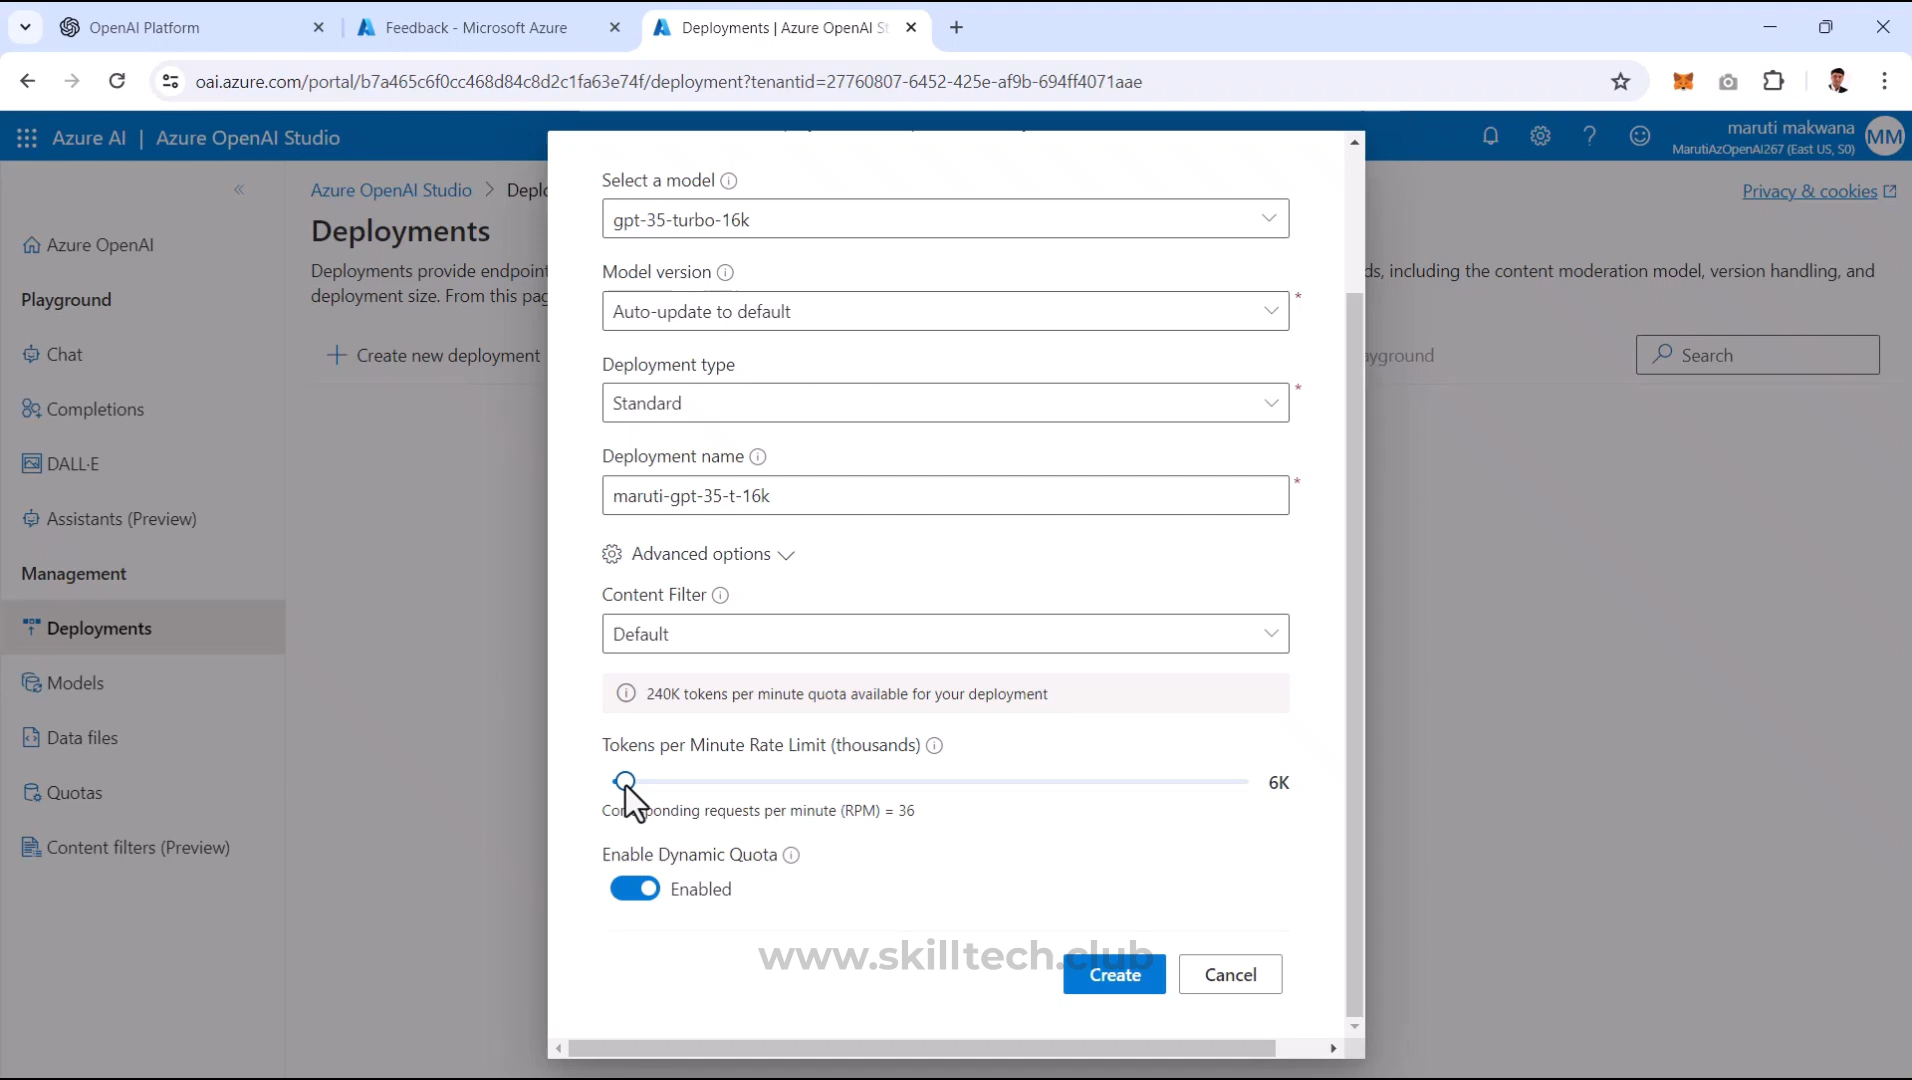 OpenAI Platform
Feedback - Microsoft Azure
Deployments | Azure OpenAI St
oai.azure.com/portal/b7a465c6f0cc468d84c8d2c1fa63e74f/deployment?tenantid=27760807-6452-425e-af9b-694ff4071aae
Azure AI | Azure OpenAI Studio
maruti makwana
MarutiAzOpenAI267 (East US, S0)
MM
Azure OpenAI Studio > Deplo
Privacy & cookies
Deployments
Deployments provide endpoint
ds, including the content moderation model, version handling, and
deployment size. From this pag
Create new deployment
ayground
Search
Azure OpenAI
Playground
Chat
Completions
DALL·E
Assistants (Preview)
Management
Deployments
Models
Data files
Quotas
Content filters (Preview)
Select a model
gpt-35-turbo-16k
Model version
Auto-update to default
*
Deployment type
Standard
*
Deployment name
maruti-gpt-35-t-16k
*
Advanced options
Content Filter
Default
240K tokens per minute quota available for your deployment
Tokens per Minute Rate Limit (thousands)
6K
Corresponding requests per minute (RPM) = 36
Enable Dynamic Quota
Enabled
www.skilltech.club
Create
Cancel